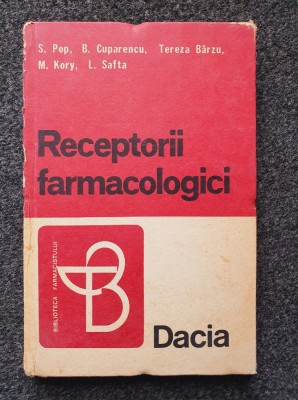 S. Pop, B. Cuparencu, Tereza Bârzu,
M. Kory, L. Safta
Receptorii
farmacologici
BIBLIOTECA FARMACISTULUI
B
Dacia